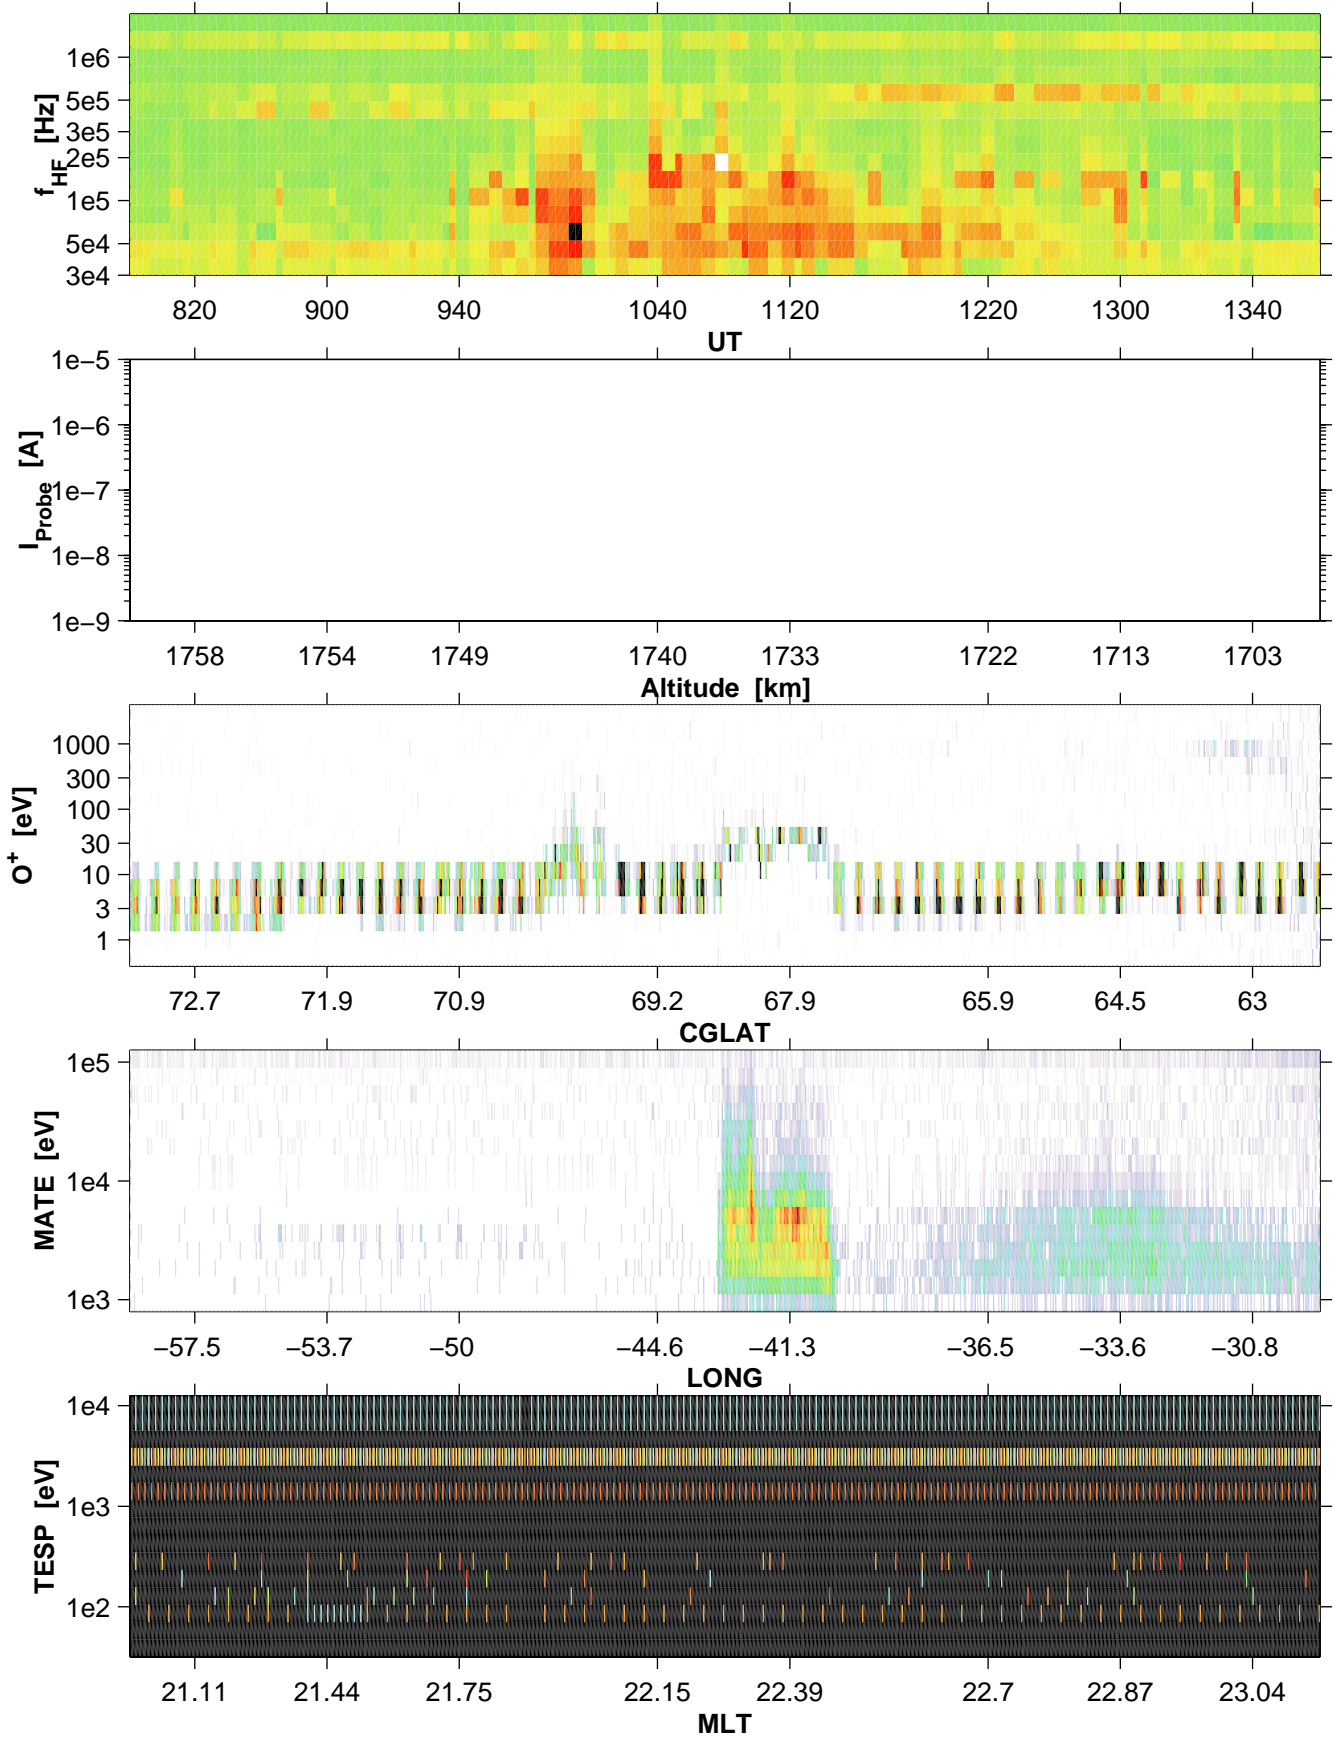 1e6
5e5
3e5
2e5
1e5
5e4
3e4
f_HF [Hz]
820 900 940 1040 1120 1220 1300 1340
UT
1e−5
1e−6
1e−7
1e−8
1e−9
I_Probe [A]
1758 1754 1749 1740 1733 1722 1713 1703
Altitude [km]
1000
300
100
30
10
3
1
O⁺ [eV]
72.7 71.9 70.9 69.2 67.9 65.9 64.5 63
CGLAT
1e5
1e4
1e3
MATE [eV]
−57.5 −53.7 −50 −44.6 −41.3 −36.5 −33.6 −30.8
LONG
1e4
1e3
1e2
TESP [eV]
21.11 21.44 21.75 22.15 22.39 22.7 22.87 23.04
MLT